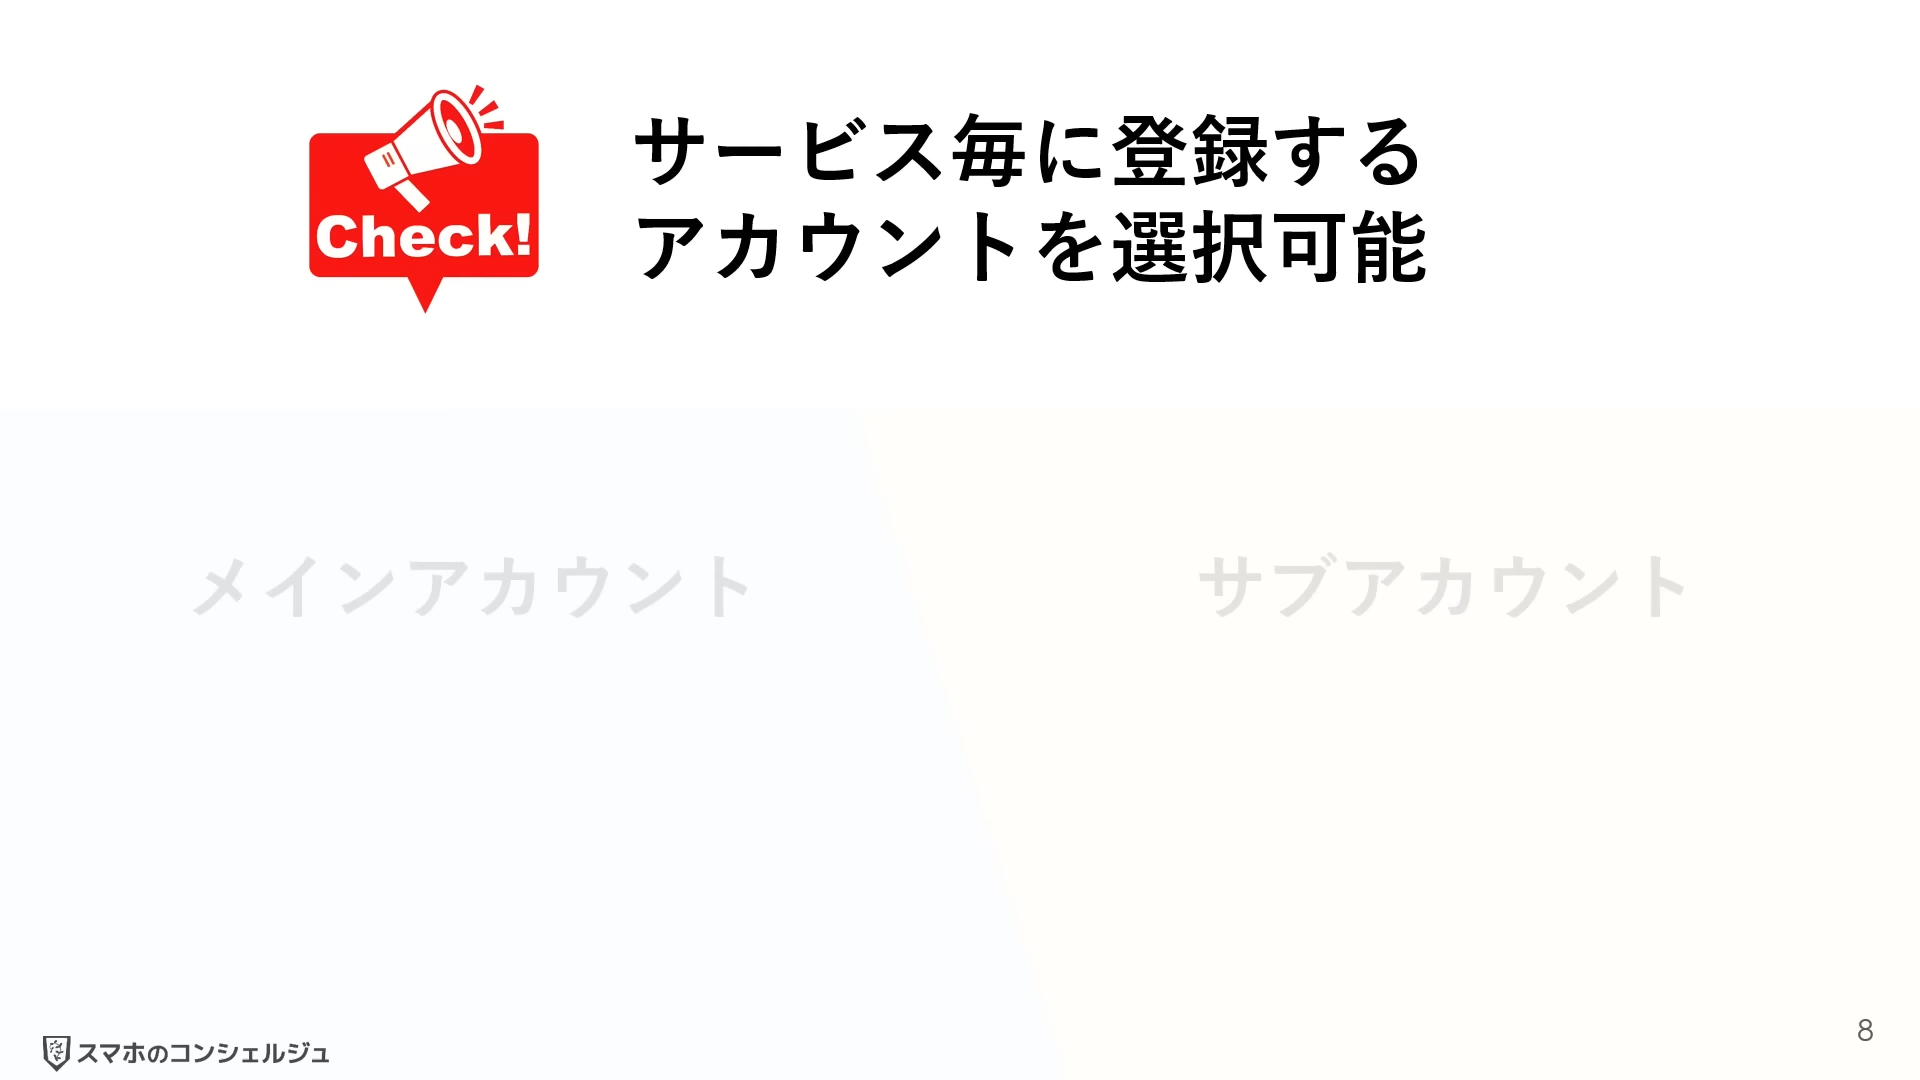 Check!
サービス毎に登録する
アカウントを選択可能
メインアカウント
サブアカウント
スマホのコンシェルジュ
8